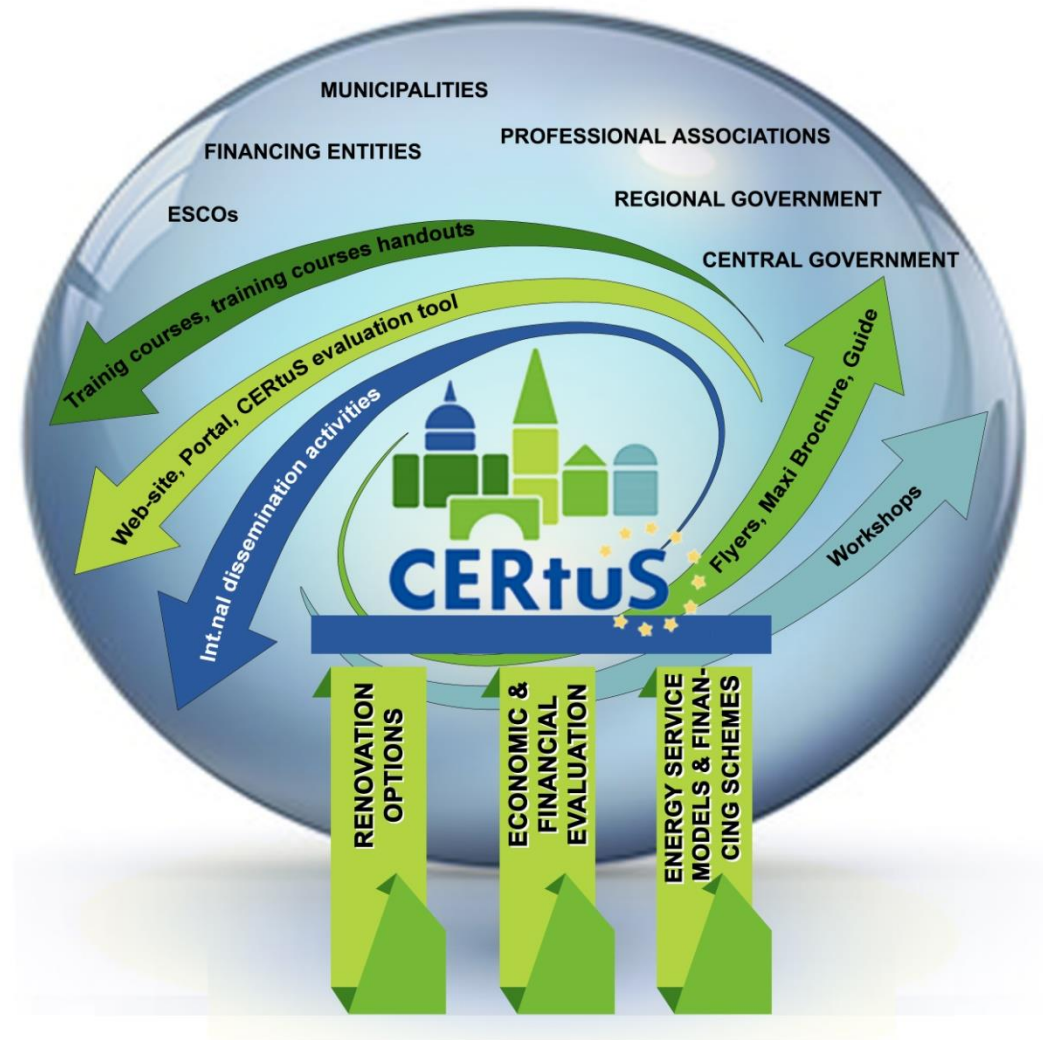 MUNICIPALITIES
PROFESSIONAL ASSOCIATIONS
FINANCING ENTITIES
REGIONAL GOVERNMENT
ESCOs
CENTRAL GOVERNMENT
Trainig courses, training courses handouts
Web-site, Portal, CERtuS evaluation tool
Int.nal dissemination activities
Flyers, Maxi Brochure, Guide
Workshops
CERtuS
RENOVATION
OPTIONS
ECONOMIC &
FINANCIAL
EVALUATION
ENERGY SERVICE
MODELS & FINAN-
CING SCHEMES